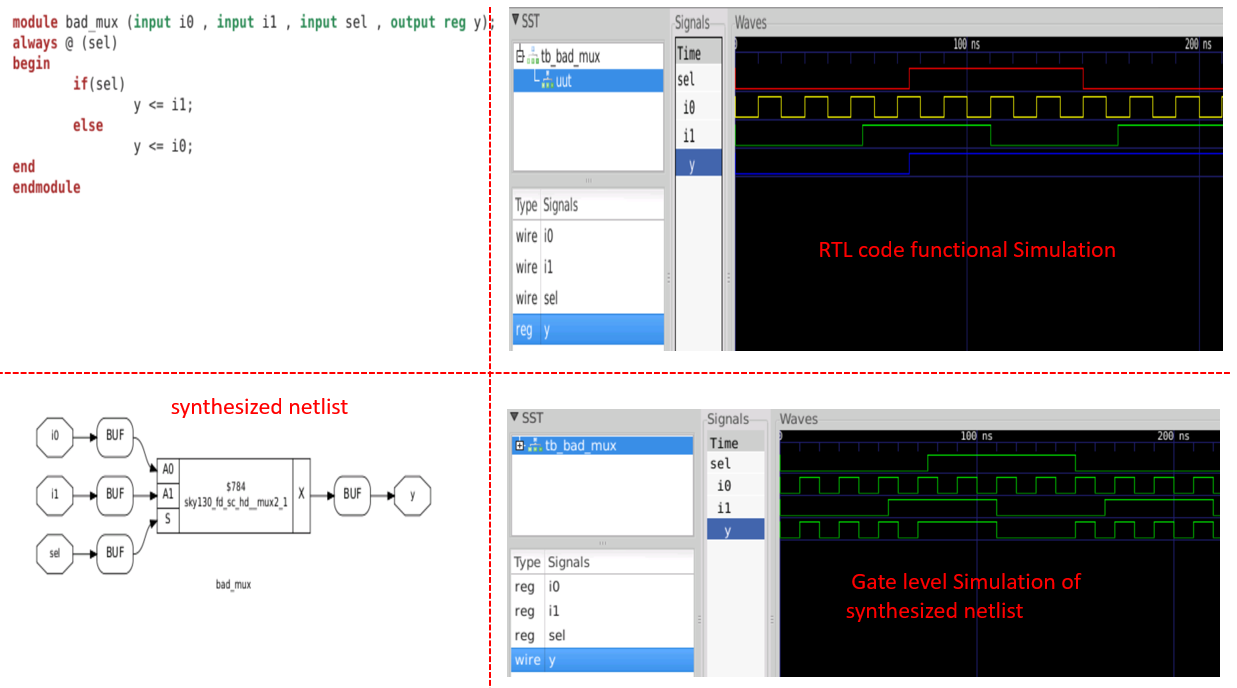 module bad_mux (input i0 , input i1 , input sel , output reg y);
always @ (sel)
begin
if(sel)
y <= i1;
else
y <= i0;
end
endmodule
SST
tb_bad_mux
uut
Type Signals
wire i0
wire i1
wire sel
reg y
Signals
Time
sel
i0
i1
y
Waves
100 ns
200 ns
RTL code functional Simulation
synthesized netlist
i0
BUF
i1
BUF
sel
BUF
A0
A1
S
$784
sky130_fd_sc_hd__mux2_1
X
BUF
y
bad_mux
SST
tb_bad_mux
Type Signals
reg i0
reg i1
reg sel
wire y
Signals
Time
sel
i0
i1
y
Waves
100 ns
200 ns
Gate level Simulation of
synthesized netlist